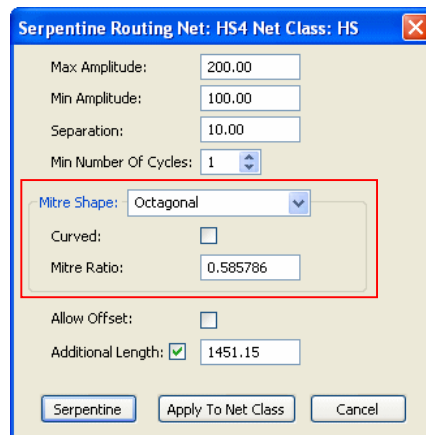 Serpentine Routing Net: HS4 Net Class: HS
Max Amplitude: 200.00
Min Amplitude: 100.00
Separation: 10.00
Min Number Of Cycles: 1
Mitre Shape: Octagonal
Curved:
Mitre Ratio: 0.585786
Allow Offset:
Additional Length: 1451.15
Serpentine Apply To Net Class Cancel